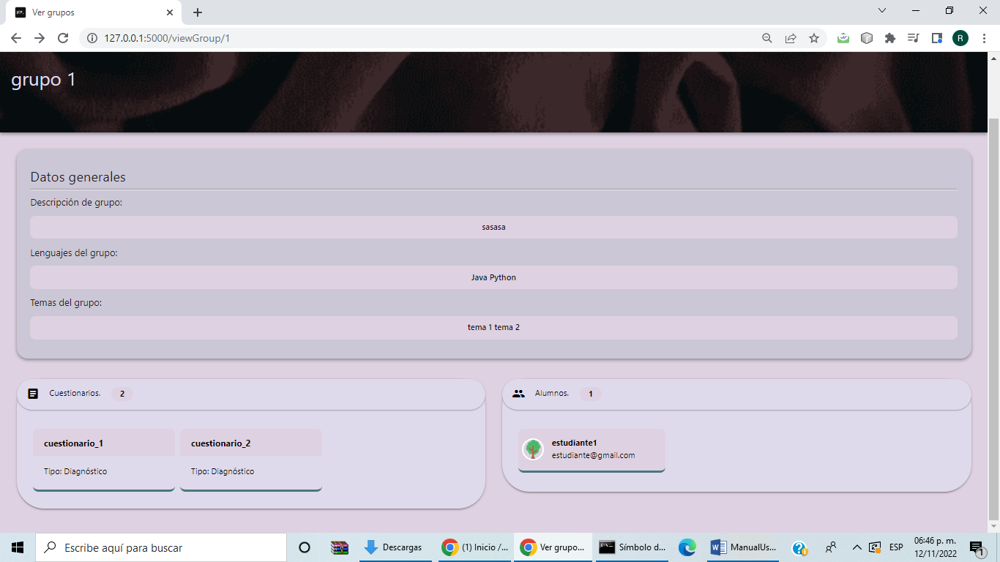 Ver grupos
127.0.0.1:5000/viewGroup/1
R
grupo 1
Datos generales
Descripción de grupo:
sasasa
Lenguajes del grupo:
Java Python
Temas del grupo:
tema 1 tema 2
Cuestionarios. 2
Alumnos. 1
cuestionario_1
Tipo: Diagnóstico
cuestionario_2
Tipo: Diagnóstico
estudiante1
estudiante@gmail.com
Escribe aquí para buscar
Descargas
(1) Inicio /...
Ver grupo...
Símbolo d...
ManualUs...
ESP
06:46 p. m.
12/11/2022
1